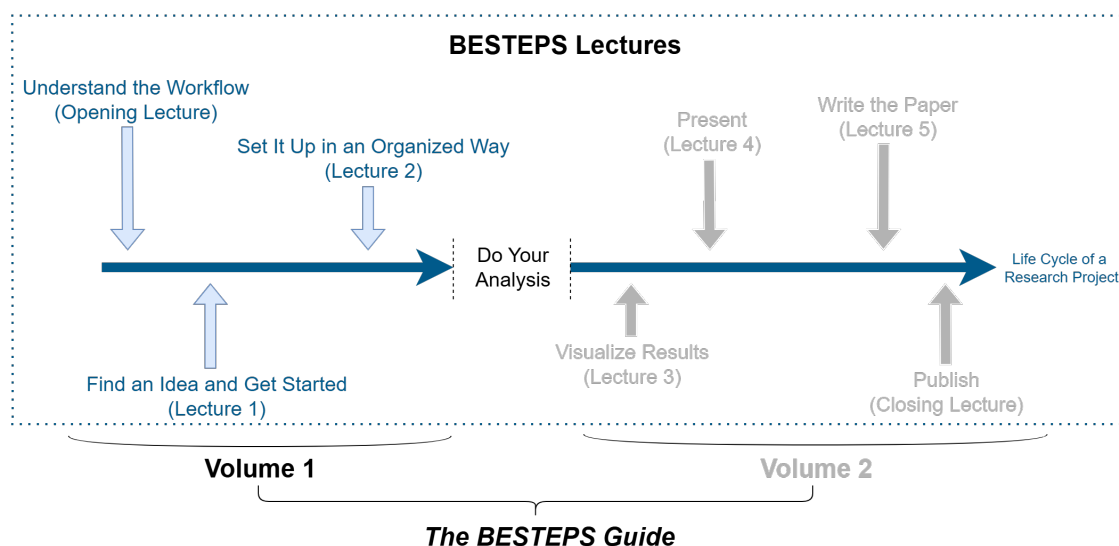 BESTEPS Lectures
Understand the Workflow
(Opening Lecture)
Set It Up in an Organized Way
(Lecture 2)
Present
(Lecture 4)
Write the Paper
(Lecture 5)
Do Your
Analysis
Life Cycle of a
Research Project
Find an Idea and Get Started
(Lecture 1)
Visualize Results
(Lecture 3)
Publish
(Closing Lecture)
Volume 1
Volume 2
The BESTEPS Guide